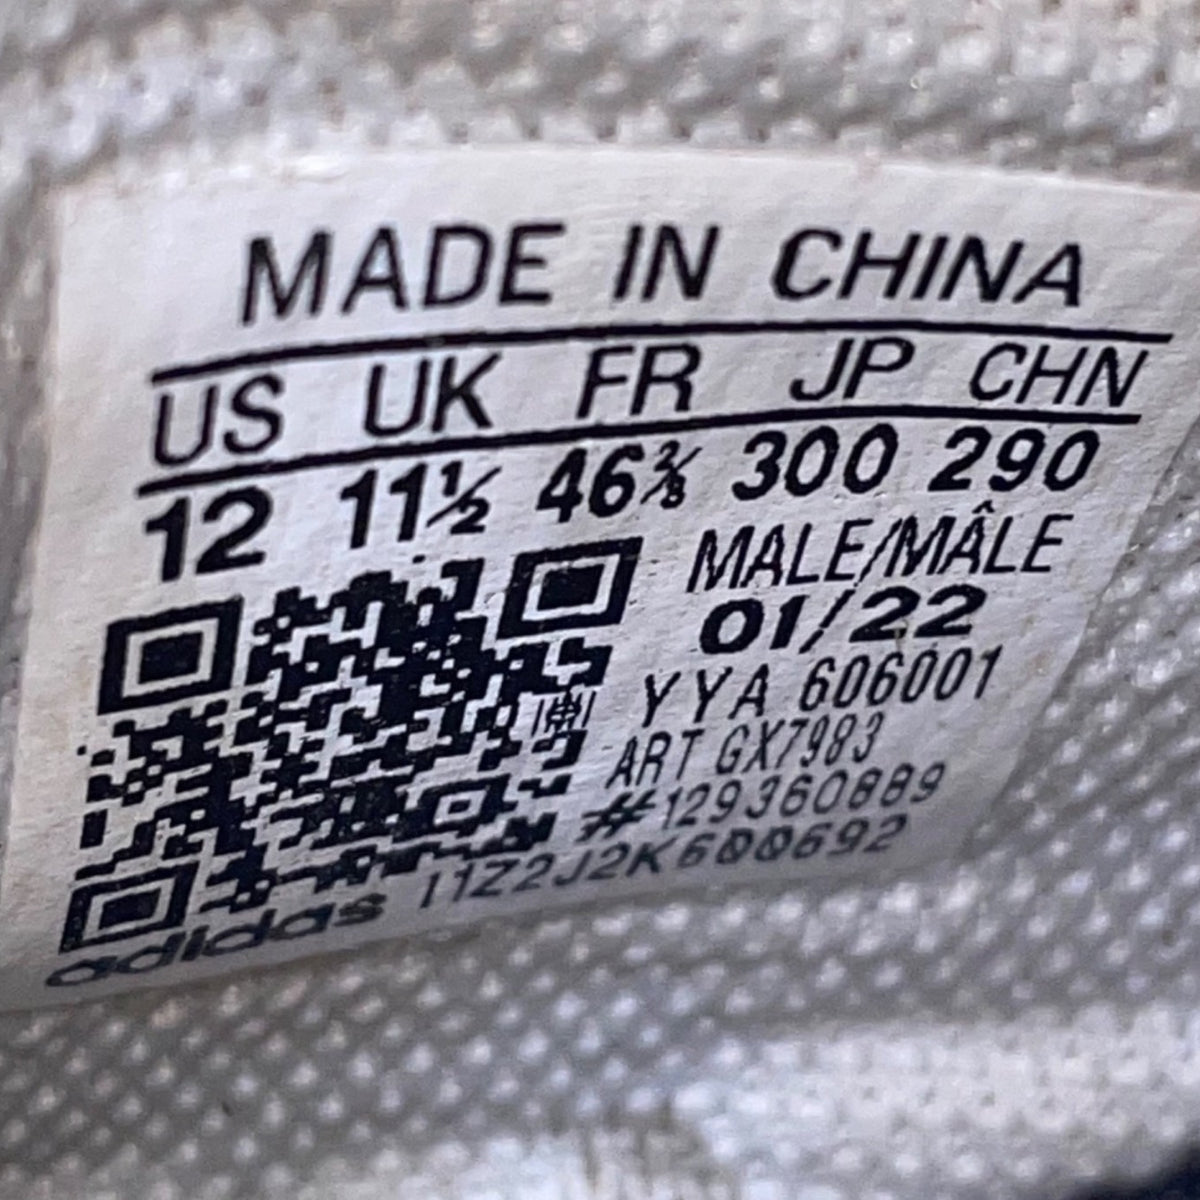 MADE IN CHINA
US UK FR JP CHN
12 11½ 46⅔ 300 290
MALE/MÂLE
01/22
YYA 606001
ART GX7983
#129360889
adidas 11Z2J2K600692